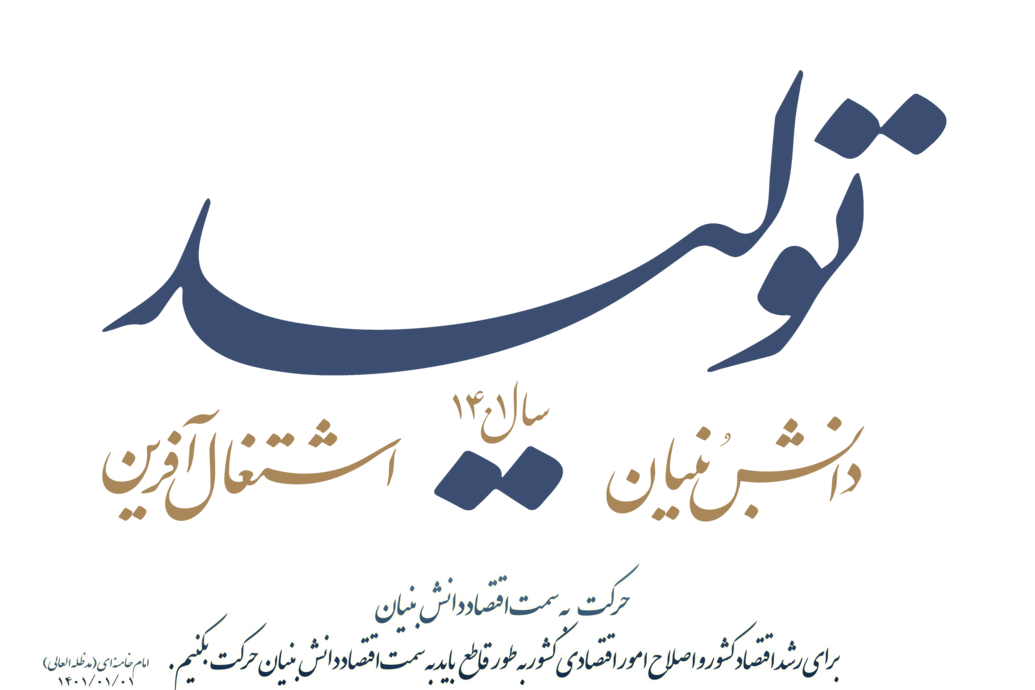 تولید
سال ۱۴۰۱
دانش‌بُنیان اشتغال‌آفرین
حرکت به سمت اقتصاد دانش بنیان
برای رشد اقتصاد کشور و اصلاح امور اقتصادی کشور به طور قاطع باید به سمت اقتصاد دانش بنیان حرکت بکنیم.
امام خامنه‌ای (مدظله العالی)
۱۴۰۱/۰۱/۰۱